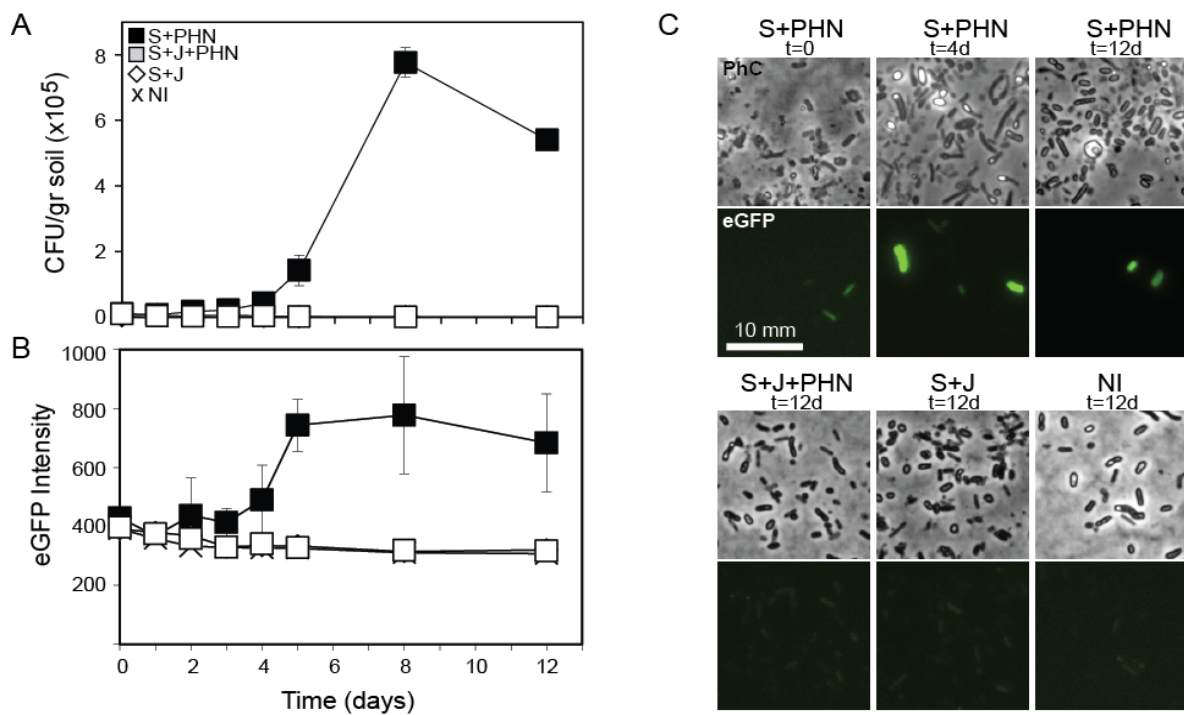 A
S+PHN
S+J+PHN
S+J
NI
8
6
4
2
0
CFU/gr soil (x10⁵)
B
1000
800
600
400
200
eGFP Intensity
0 2 4 6 8 10 12
Time (days)
C
S+PHN S+PHN S+PHN
t=0 t=4d t=12d
PhC
eGFP
10 mm
S+J+PHN S+J NI
t=12d t=12d t=12d